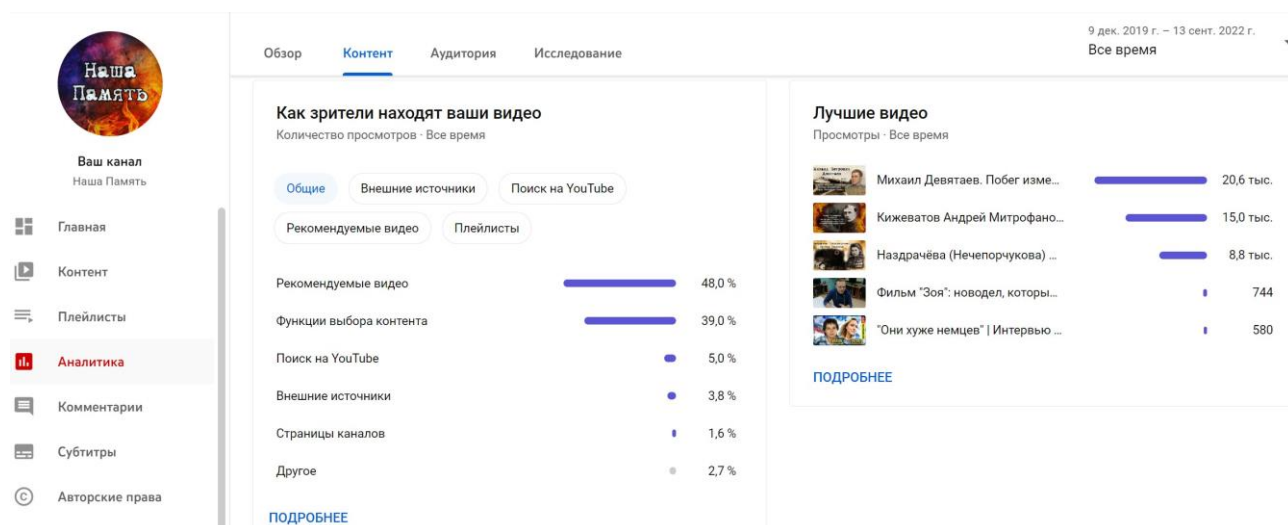 Наша
Память
Ваш канал
Наша Память
Главная
Контент
Плейлисты
Аналитика
Комментарии
Субтитры
Авторские права
Обзор Контент Аудитория Исследование
9 дек. 2019 г. – 13 сент. 2022 г.
Все время
Как зрители находят ваши видео
Количество просмотров · Все время
Общие Внешние источники Поиск на YouTube
Рекомендуемые видео Плейлисты
Рекомендуемые видео 48,0 %
Функции выбора контента 39,0 %
Поиск на YouTube 5,0 %
Внешние источники 3,8 %
Страницы каналов 1,6 %
Другое 2,7 %
ПОДРОБНЕЕ
Лучшие видео
Просмотры · Все время
Михаил Девятаев. Побег изме... 20,6 тыс.
Кижеватов Андрей Митрофано... 15,0 тыс.
Наздрачёва (Нечепорчукова) ... 8,8 тыс.
Фильм "Зоя": новодел, которы... 744
"Они хуже немцев" | Интервью ... 580
ПОДРОБНЕЕ